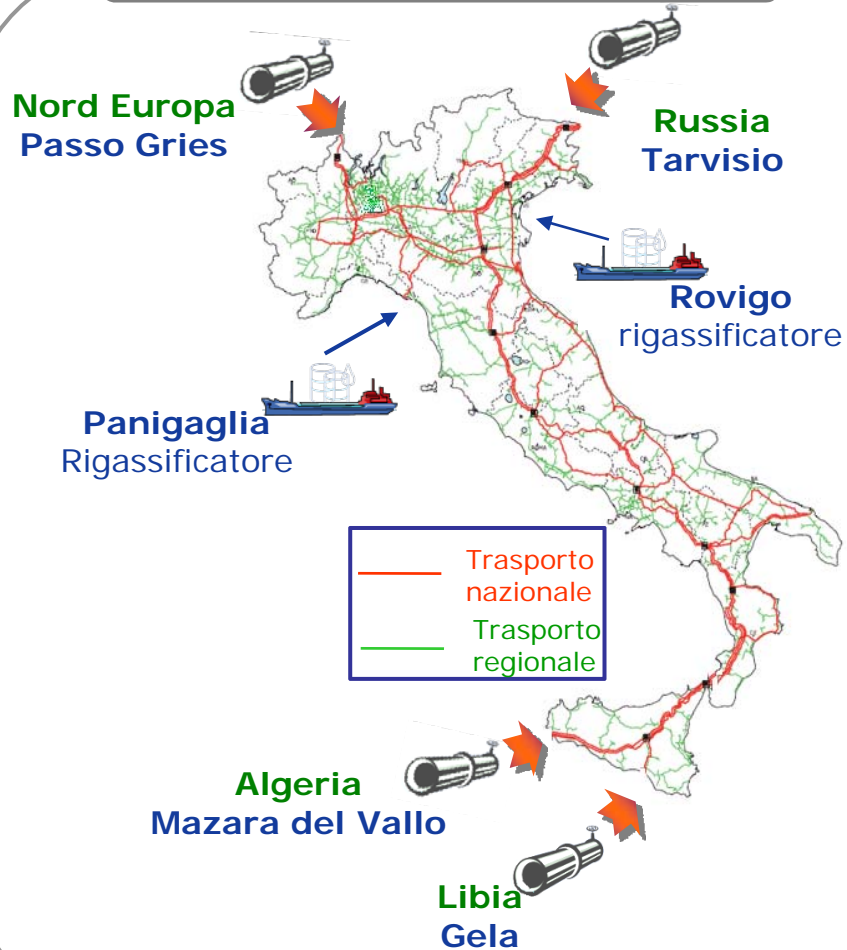 Nord Europa
Passo Gries
Russia
Tarvisio
Rovigo
rigassificatore
Panigaglia
Rigassificatore
Trasporto
nazionale
Trasporto
regionale
Algeria
Mazara del Vallo
Libia
Gela